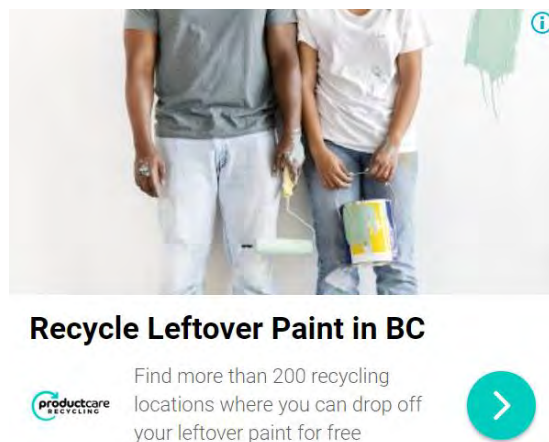 Recycle Leftover Paint in BC
productcare
RECYCLING
Find more than 200 recycling
locations where you can drop off
your leftover paint for free